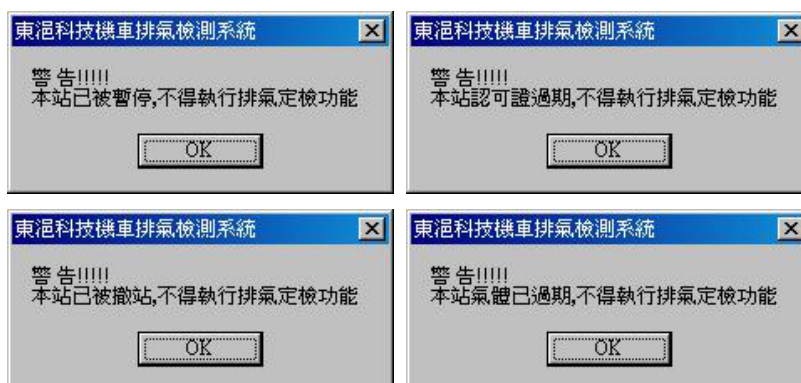 東浥科技機車排氣檢測系統
警 告!!!!!
本站已被暫停,不得執行排氣定檢功能
OK
東浥科技機車排氣檢測系統
警 告!!!!!
本站認可證過期,不得執行排氣定檢功能
OK
東浥科技機車排氣檢測系統
警 告!!!!!
本站已被撤站,不得執行排氣定檢功能
OK
東浥科技機車排氣檢測系統
警 告!!!!!
本站氣體已過期,不得執行排氣定檢功能
OK